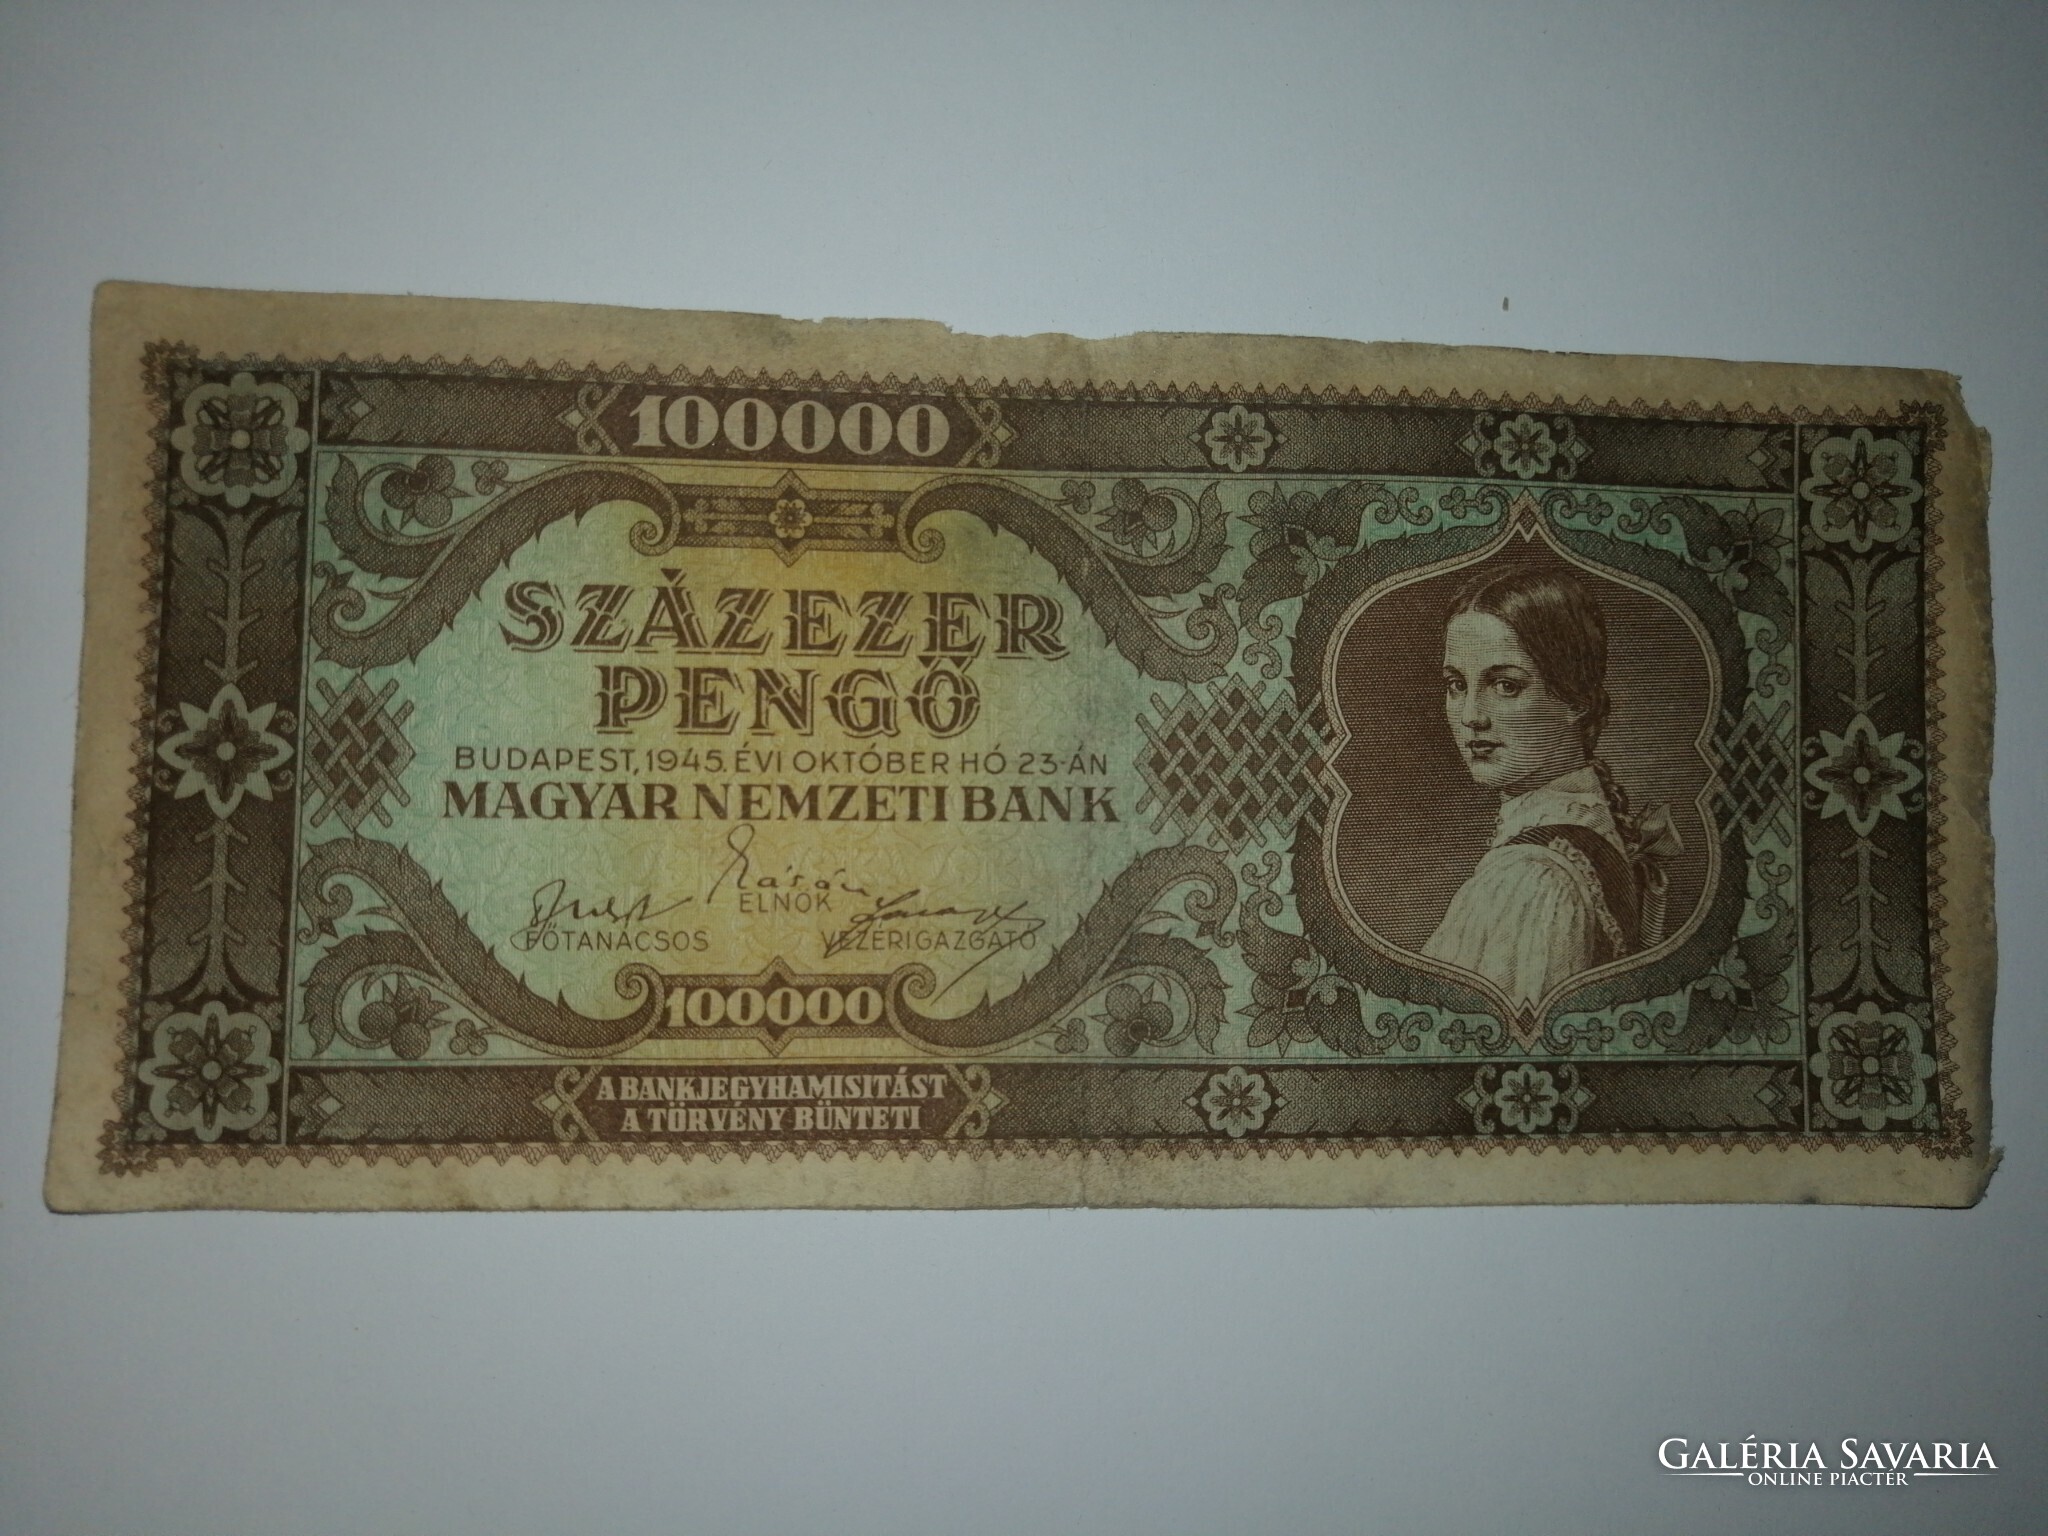 100000
SZÁZEZER
PENGŐ
BUDAPEST, 1945. ÉVI OKTÓBER HÓ 23-ÁN
MAGYAR NEMZETI BANK
ELNÖK
FŐTANÁCSOS VEZÉRIGAZGATÓ
100000
A BANKJEGYHAMISITÁST
A TÖRVÉNY BÜNTETI
GALÉRIA SAVARIA
ONLINE PIACTÉR